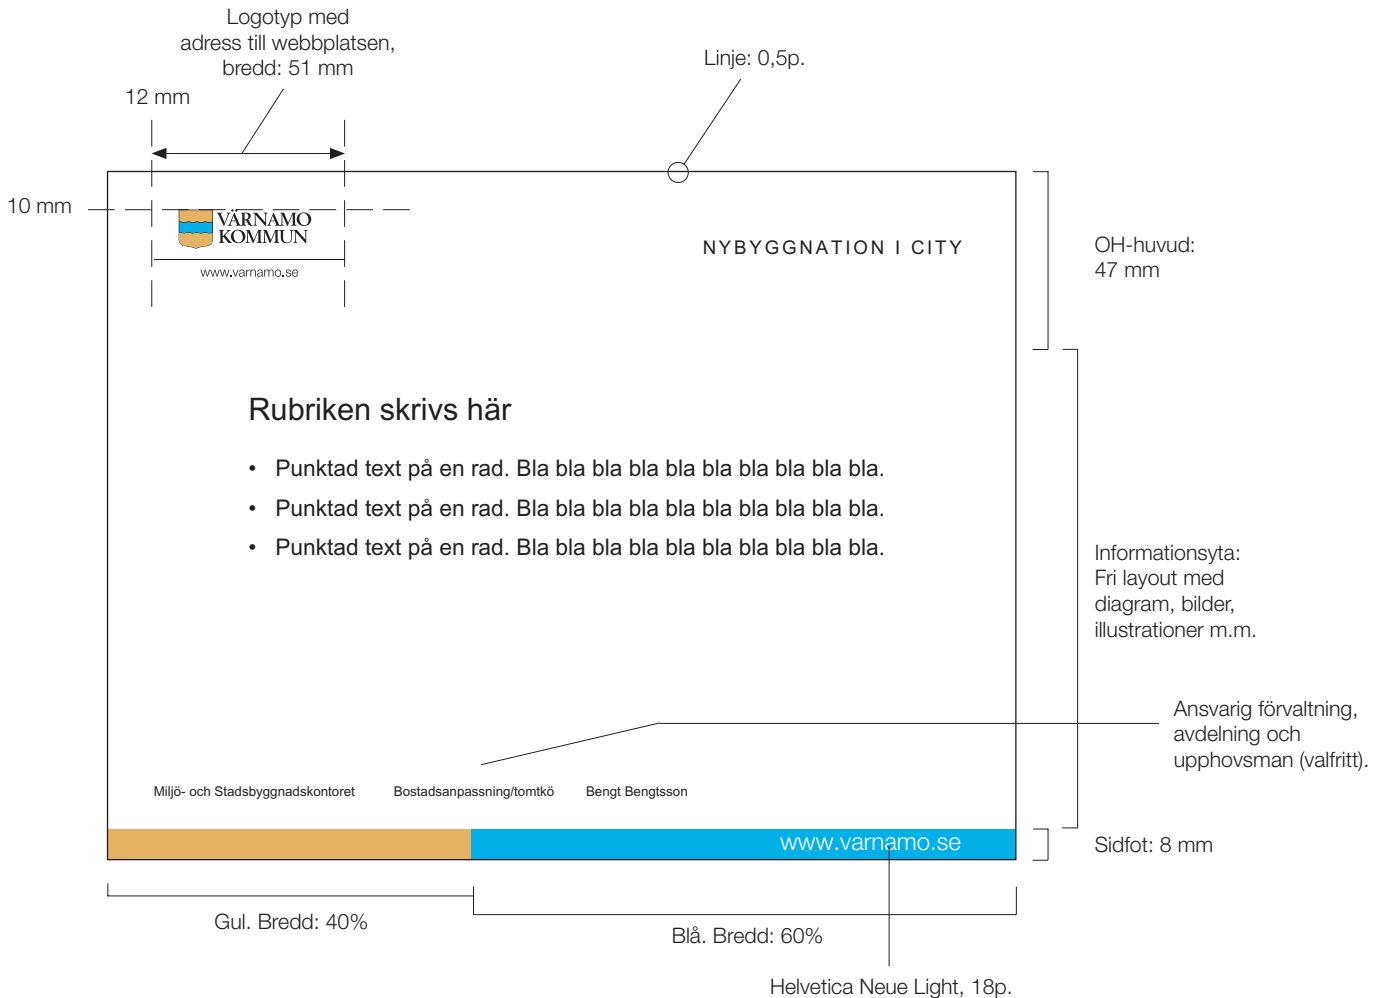 Logotyp med
adress till webbplatsen,
bredd: 51 mm
Linje: 0,5p.
12 mm
10 mm
VÄRNAMO
KOMMUN
www.varnamo.se
NYBYGGNATION I CITY
OH-huvud:
47 mm
Rubriken skrivs här
• Punktad text på en rad. Bla bla bla bla bla bla bla bla bla bla.
• Punktad text på en rad. Bla bla bla bla bla bla bla bla bla bla.
• Punktad text på en rad. Bla bla bla bla bla bla bla bla bla bla.
Informationsyta:
Fri layout med
diagram, bilder,
illustrationer m.m.
Ansvarig förvaltning,
avdelning och
upphovsman (valfritt).
Miljö- och Stadsbyggnadskontoret Bostadsanpassning/tomtkö Bengt Bengtsson
www.varnamo.se
Sidfot: 8 mm
Gul. Bredd: 40%
Blå. Bredd: 60%
Helvetica Neue Light, 18p.